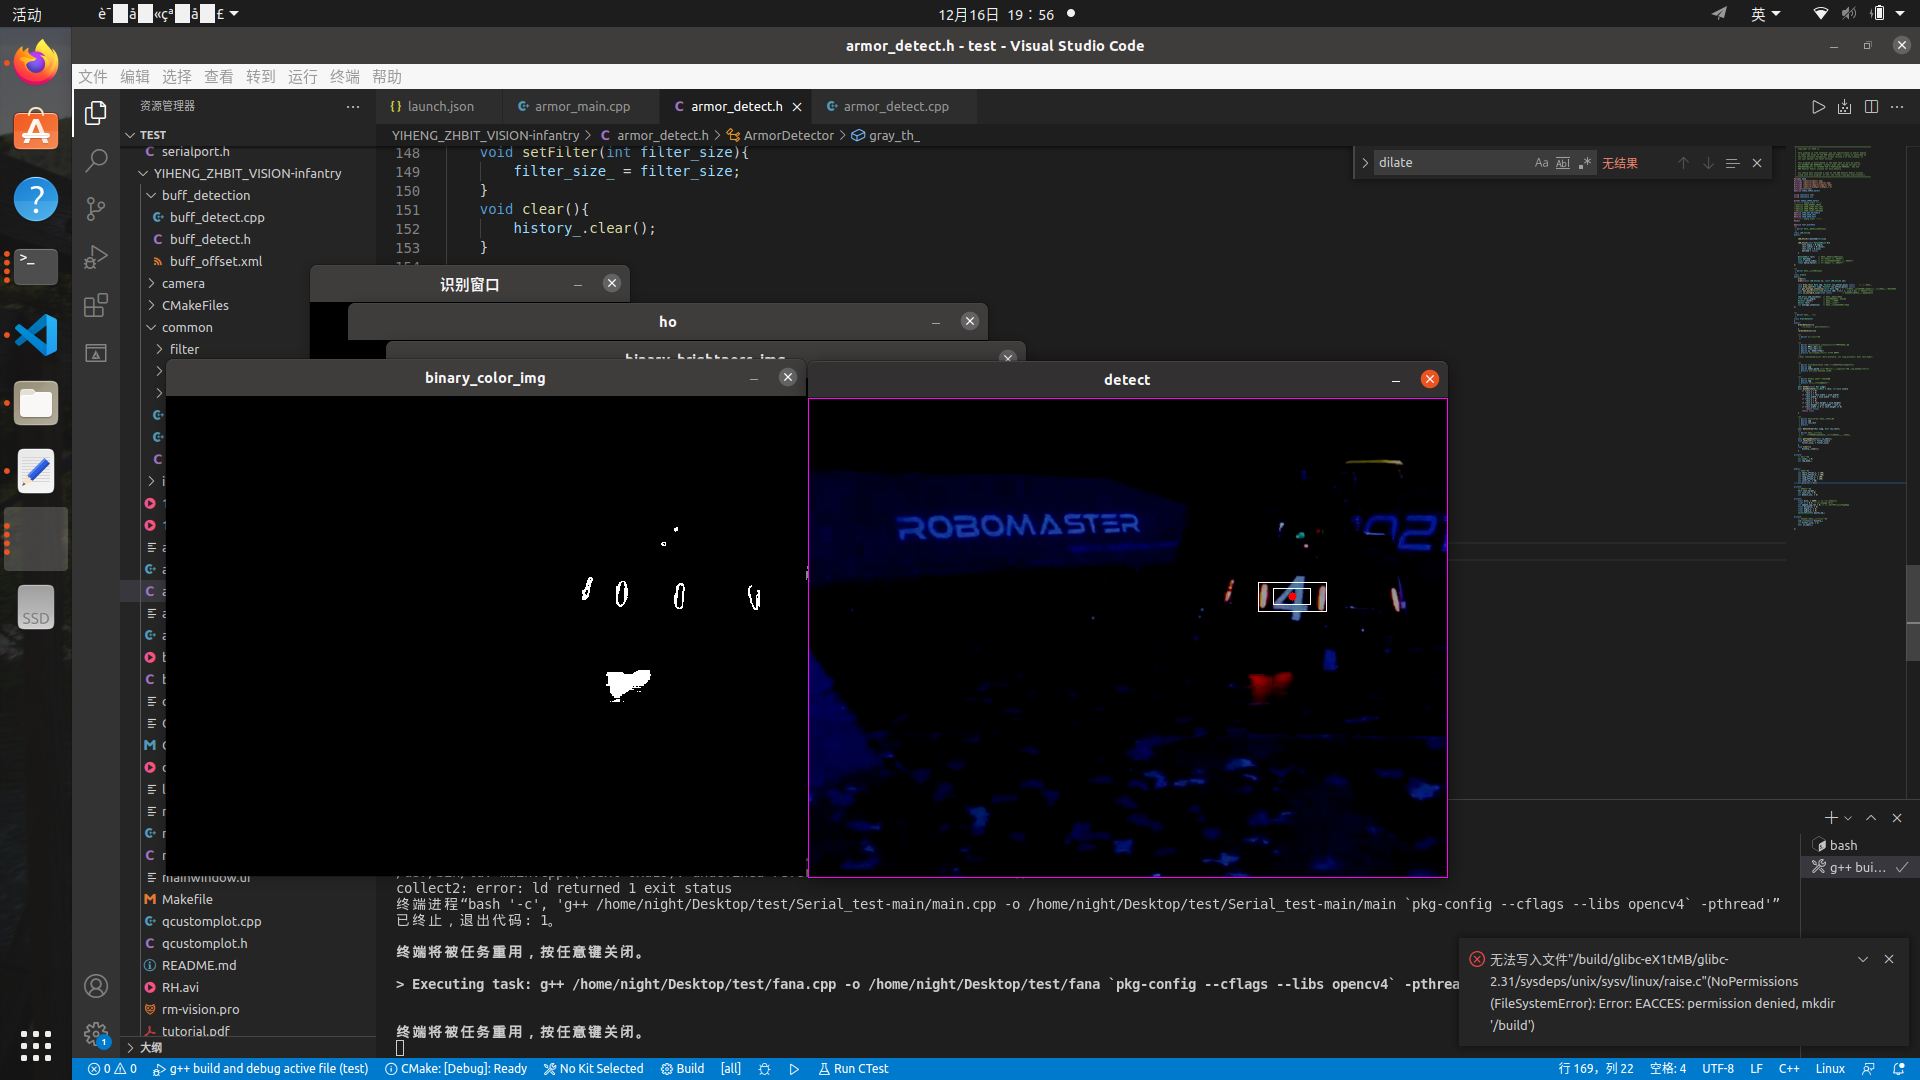 活动
12月16日 19：56
英
armor_detect.h - test - Visual Studio Code
文件 编辑 选择 查看 转到 运行 终端 帮助
资源管理器
launch.json
armor_main.cpp
armor_detect.h
armor_detect.cpp
YIHENG_ZHBIT_VISION-infantry > armor_detect.h > ArmorDetector > gray_th_
TEST
serialport.h
YIHENG_ZHBIT_VISION-infantry
buff_detection
buff_detect.cpp
buff_detect.h
buff_offset.xml
camera
CMakeFiles
common
filter
mainwindow.ui
Makefile
qcustomplot.cpp
qcustomplot.h
README.md
RH.avi
rm-vision.pro
tutorial.pdf
大纲
148 void setFilter(int filter_size){
149 filter_size_ = filter_size;
150 }
151 void clear(){
152 history_.clear();
153 }
dilate
Aa Abl .*
无结果
识别窗口
ho
binary_brightness_img
binary_color_img
detect
ROBOMASTER
4
SSD
collect2: error: ld returned 1 exit status
终端进程“bash '-c', 'g++ /home/night/Desktop/test/Serial_test-main/main.cpp -o /home/night/Desktop/test/Serial_test-main/main `pkg-config --cflags --libs opencv4` -pthread'”
已终止，退出代码: 1。
终端将被任务重用，按任意键关闭。
> Executing task: g++ /home/night/Desktop/test/fana.cpp -o /home/night/Desktop/test/fana `pkg-config --cflags --libs opencv4` -pthrea
终端将被任务重用，按任意键关闭。
bash
g++ bui...
无法写入文件"/build/glibc-eX1tMB/glibc-
2.31/sysdeps/unix/sysv/linux/raise.c"(NoPermissions
(FileSystemError): Error: EACCES: permission denied, mkdir
'/build')
1
0 0 g++ build and debug active file (test) CMake: [Debug]: Ready No Kit Selected Build [all] Run CTest
行 169，列 22 空格: 4 UTF-8 LF C++ Linux